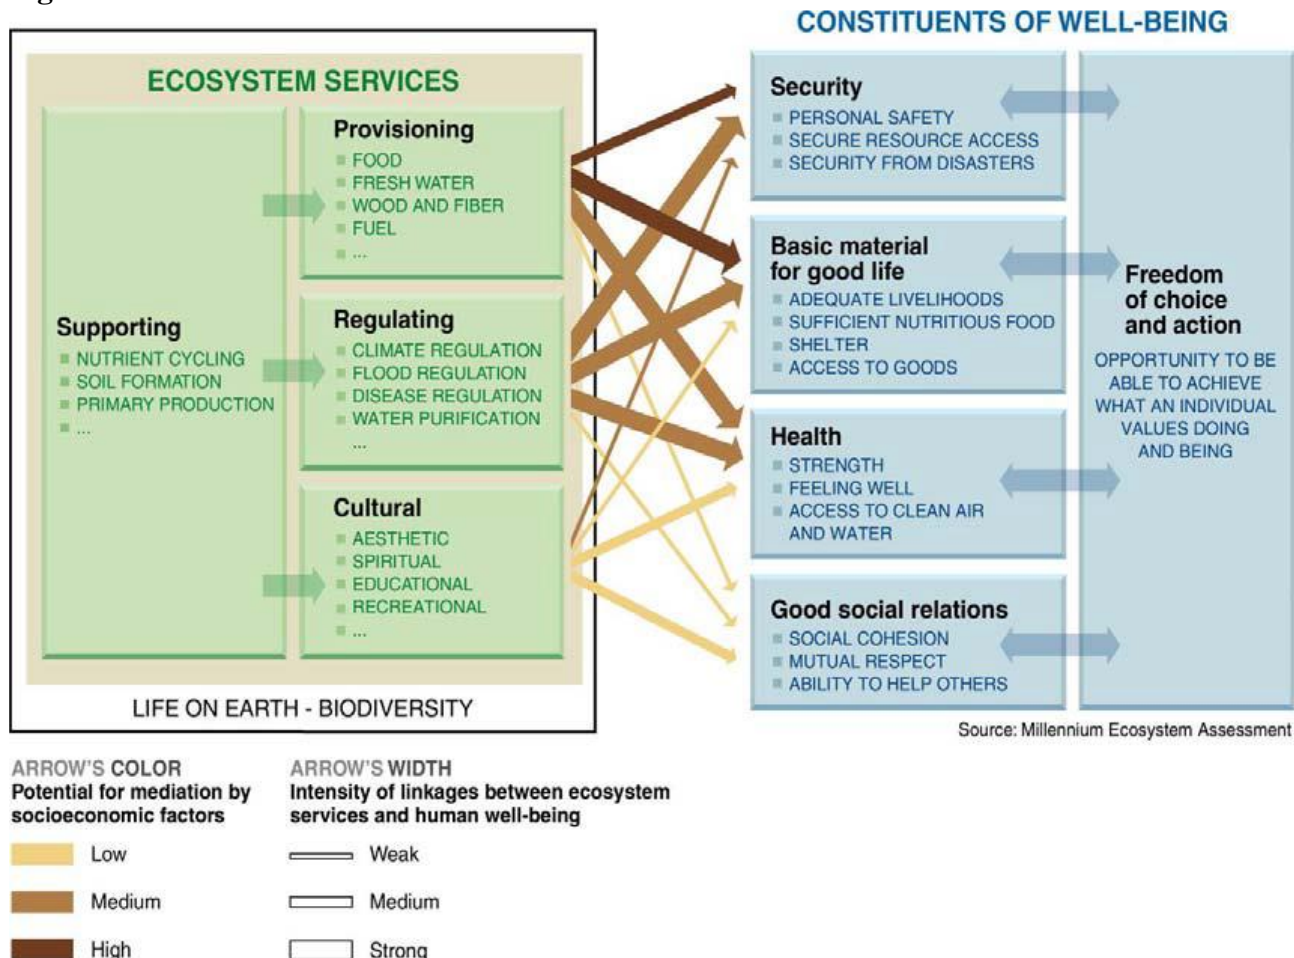 CONSTITUENTS OF WELL-BEING
ECOSYSTEM SERVICES
Supporting
NUTRIENT CYCLING
SOIL FORMATION
PRIMARY PRODUCTION
...
Provisioning
FOOD
FRESH WATER
WOOD AND FIBER
FUEL
...
Regulating
CLIMATE REGULATION
FLOOD REGULATION
DISEASE REGULATION
WATER PURIFICATION
...
Cultural
AESTHETIC
SPIRITUAL
EDUCATIONAL
RECREATIONAL
...
LIFE ON EARTH - BIODIVERSITY
Security
PERSONAL SAFETY
SECURE RESOURCE ACCESS
SECURITY FROM DISASTERS
Basic material
for good life
ADEQUATE LIVELIHOODS
SUFFICIENT NUTRITIOUS FOOD
SHELTER
ACCESS TO GOODS
Health
STRENGTH
FEELING WELL
ACCESS TO CLEAN AIR
AND WATER
Good social relations
SOCIAL COHESION
MUTUAL RESPECT
ABILITY TO HELP OTHERS
Freedom
of choice
and action
OPPORTUNITY TO BE
ABLE TO ACHIEVE
WHAT AN INDIVIDUAL
VALUES DOING
AND BEING
Source: Millennium Ecosystem Assessment
ARROW'S COLOR
Potential for mediation by
socioeconomic factors
Low
Medium
High
ARROW'S WIDTH
Intensity of linkages between ecosystem
services and human well-being
Weak
Medium
Strong